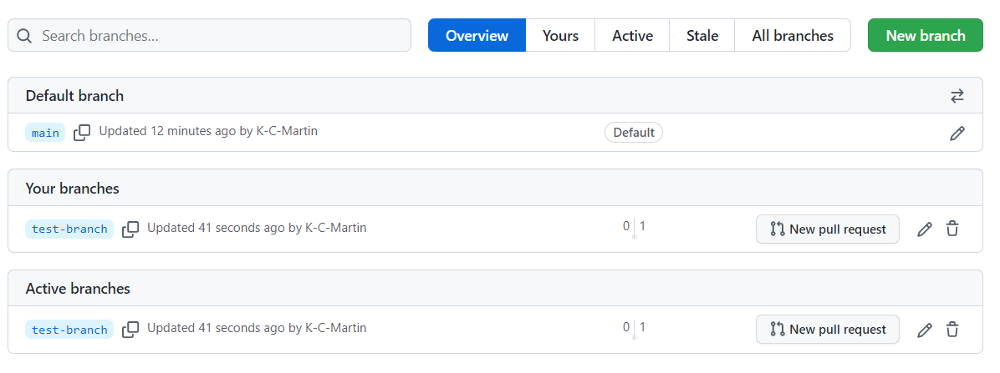 Search branches...
Overview Yours Active Stale All branches New branch
Default branch
main Updated 12 minutes ago by K-C-Martin Default
Your branches
test-branch Updated 41 seconds ago by K-C-Martin 0 1 New pull request
Active branches
test-branch Updated 41 seconds ago by K-C-Martin 0 1 New pull request